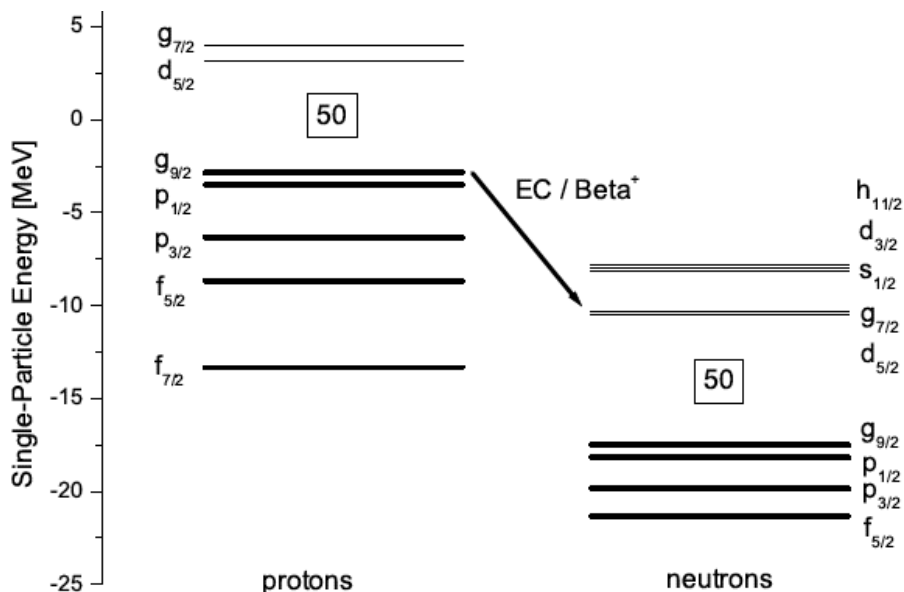 Single-Particle Energy [MeV]
5
0
-5
-10
-15
-20
-25
g7/2
d5/2
50
g9/2
p1/2
p3/2
f5/2
f7/2
protons
EC / Beta+
h11/2
d3/2
s1/2
g7/2
d5/2
50
g9/2
p1/2
p3/2
f5/2
neutrons